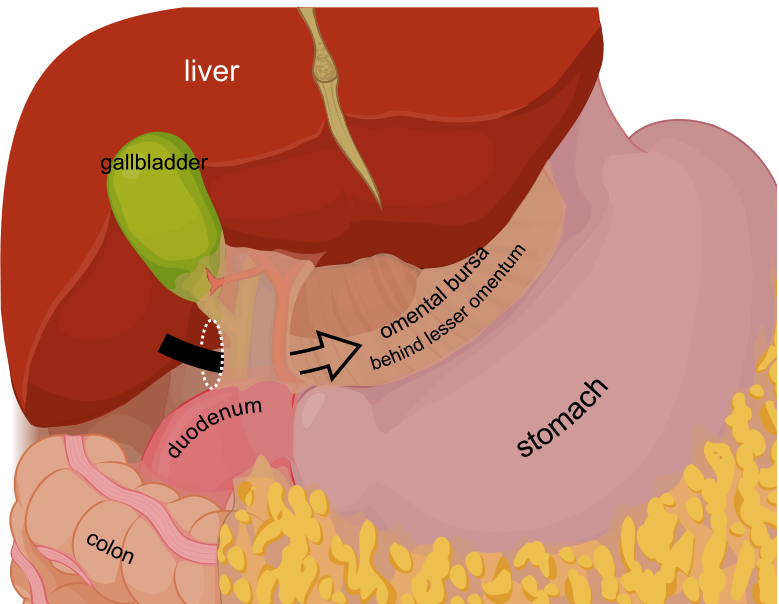 liver
gallbladder
omental bursa
behind lesser omentum
duodenum
stomach
colon